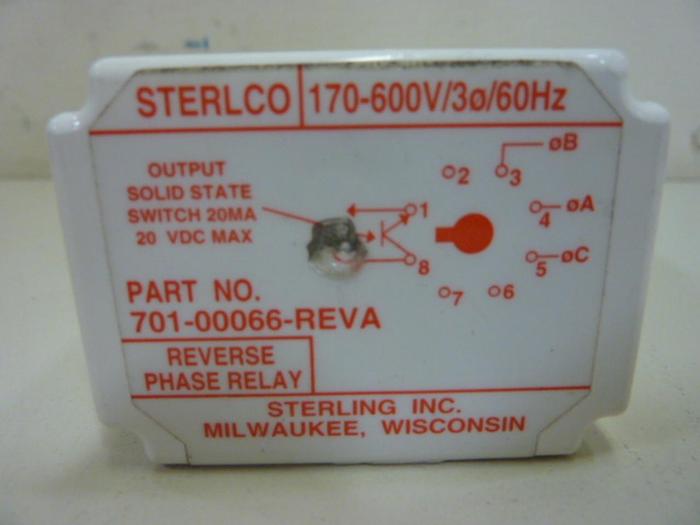 STERLCO 170-600V/3ø/60Hz
OUTPUT
SOLID STATE
SWITCH 20MA
20 VDC MAX
øB
2 3
1
4 øA
8
5 øC
7 6
PART NO.
701-00066-REVA
REVERSE
PHASE RELAY
STERLING INC.
MILWAUKEE, WISCONSIN